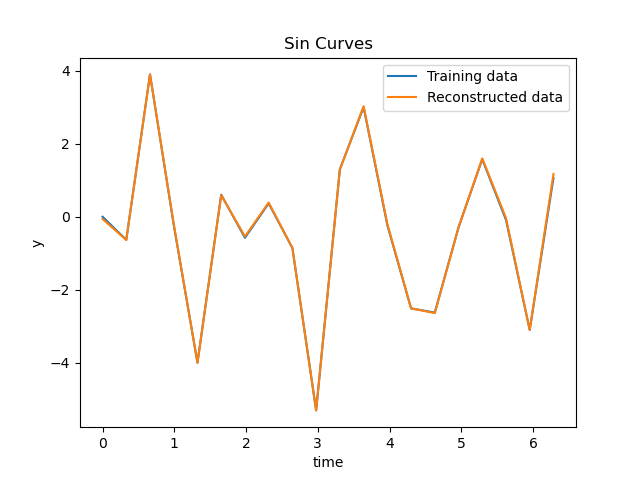 Sin Curves
Training data
Reconstructed data
4
2
0
−2
−4
y
0 1 2 3 4 5 6
time